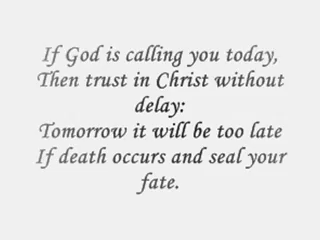 If God is calling you today,
Then trust in Christ without
delay:
Tomorrow it will be too late
If death occurs and seal your
fate.